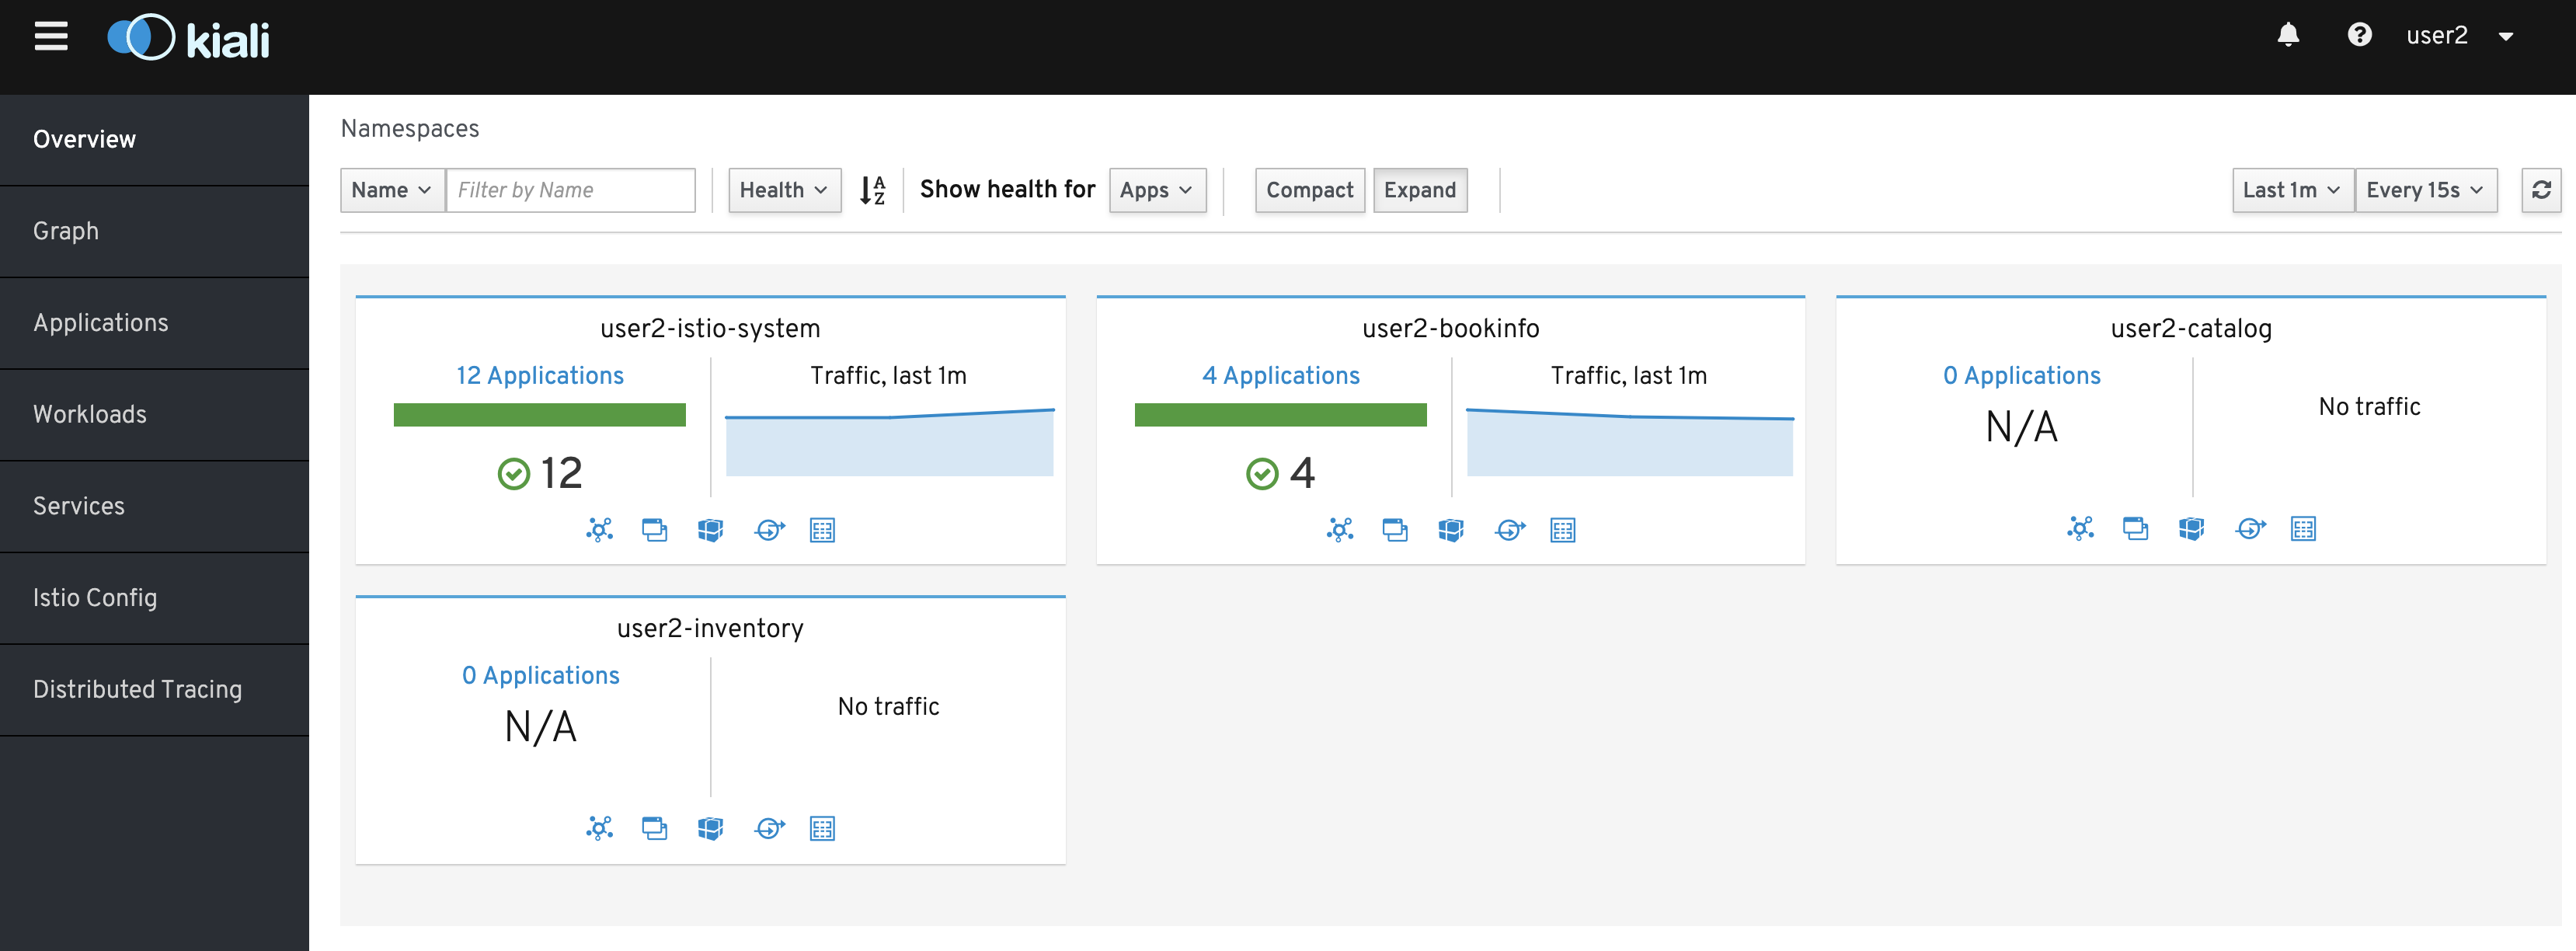 kiali
user2
Overview
Graph
Applications
Workloads
Services
Istio Config
Distributed Tracing
Namespaces
Name Filter by Name Health Show health for Apps Compact Expand Last 1m Every 15s
user2-istio-system
12 Applications
Traffic, last 1m
12
user2-bookinfo
4 Applications
Traffic, last 1m
4
user2-catalog
0 Applications
N/A
No traffic
user2-inventory
0 Applications
N/A
No traffic